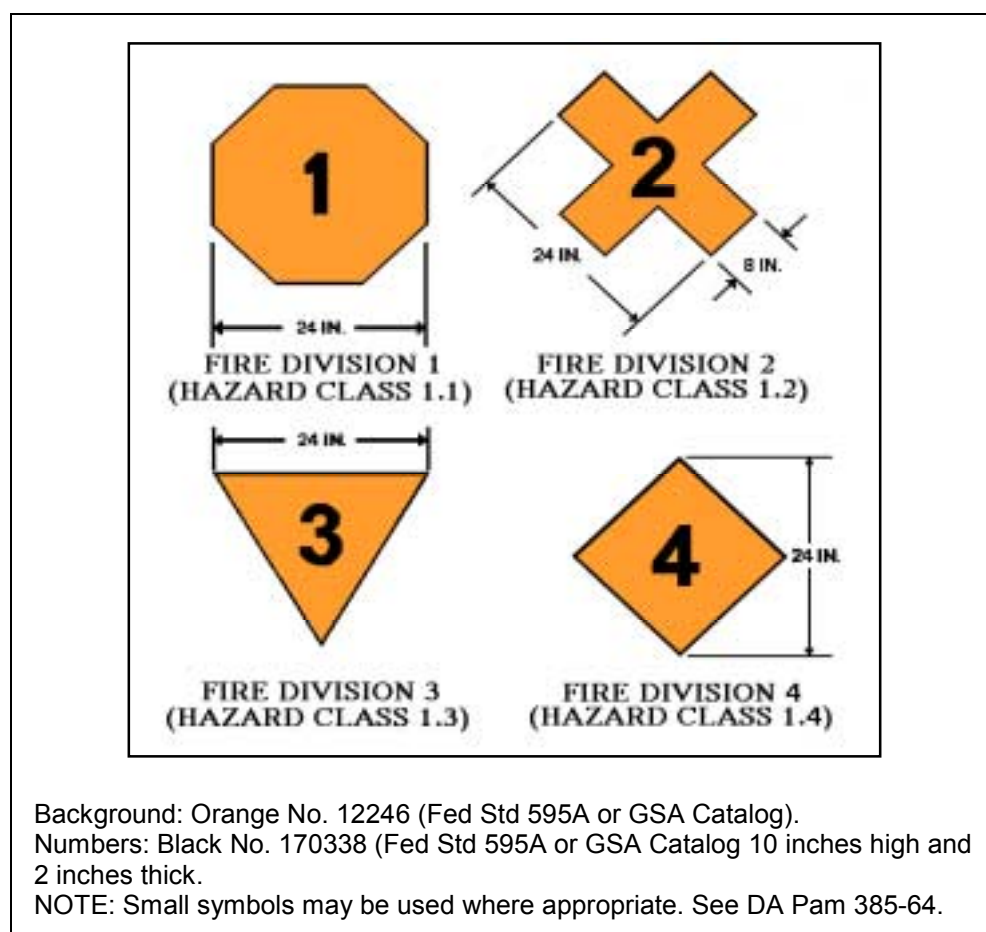 1
2
24 IN.
8 IN.
24 IN.
FIRE DIVISION 1
(HAZARD CLASS 1.1)
FIRE DIVISION 2
(HAZARD CLASS 1.2)
24 IN.
3
4
24 IN.
FIRE DIVISION 3
(HAZARD CLASS 1.3)
FIRE DIVISION 4
(HAZARD CLASS 1.4)
Background: Orange No. 12246 (Fed Std 595A or GSA Catalog).
Numbers: Black No. 170338 (Fed Std 595A or GSA Catalog 10 inches high and
2 inches thick.
NOTE: Small symbols may be used where appropriate. See DA Pam 385-64.